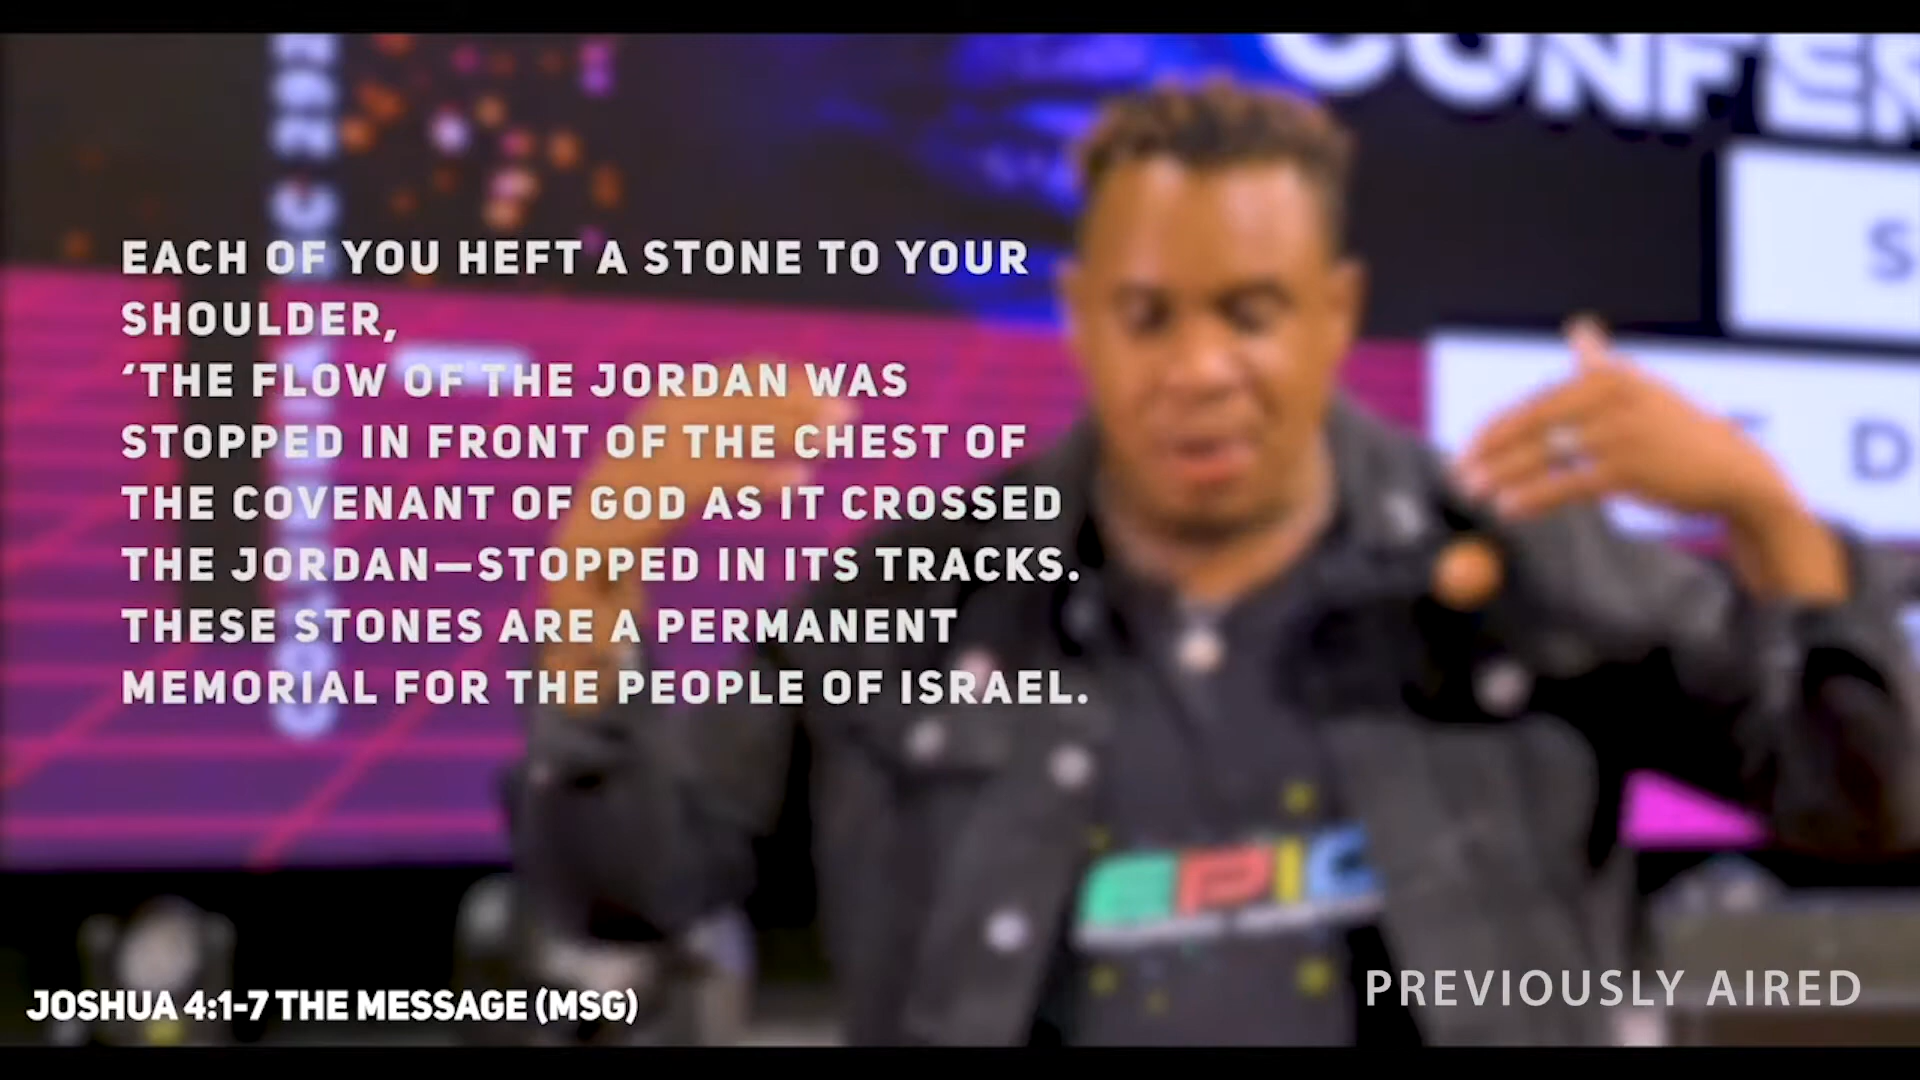 CONFER
S
D
EACH OF YOU HEFT A STONE TO YOUR
SHOULDER,
‘THE FLOW OF THE JORDAN WAS
STOPPED IN FRONT OF THE CHEST OF
THE COVENANT OF GOD AS IT CROSSED
THE JORDAN—STOPPED IN ITS TRACKS.
THESE STONES ARE A PERMANENT
MEMORIAL FOR THE PEOPLE OF ISRAEL.
EPIC
PREVIOUSLY AIRED
JOSHUA 4:1-7 THE MESSAGE (MSG)